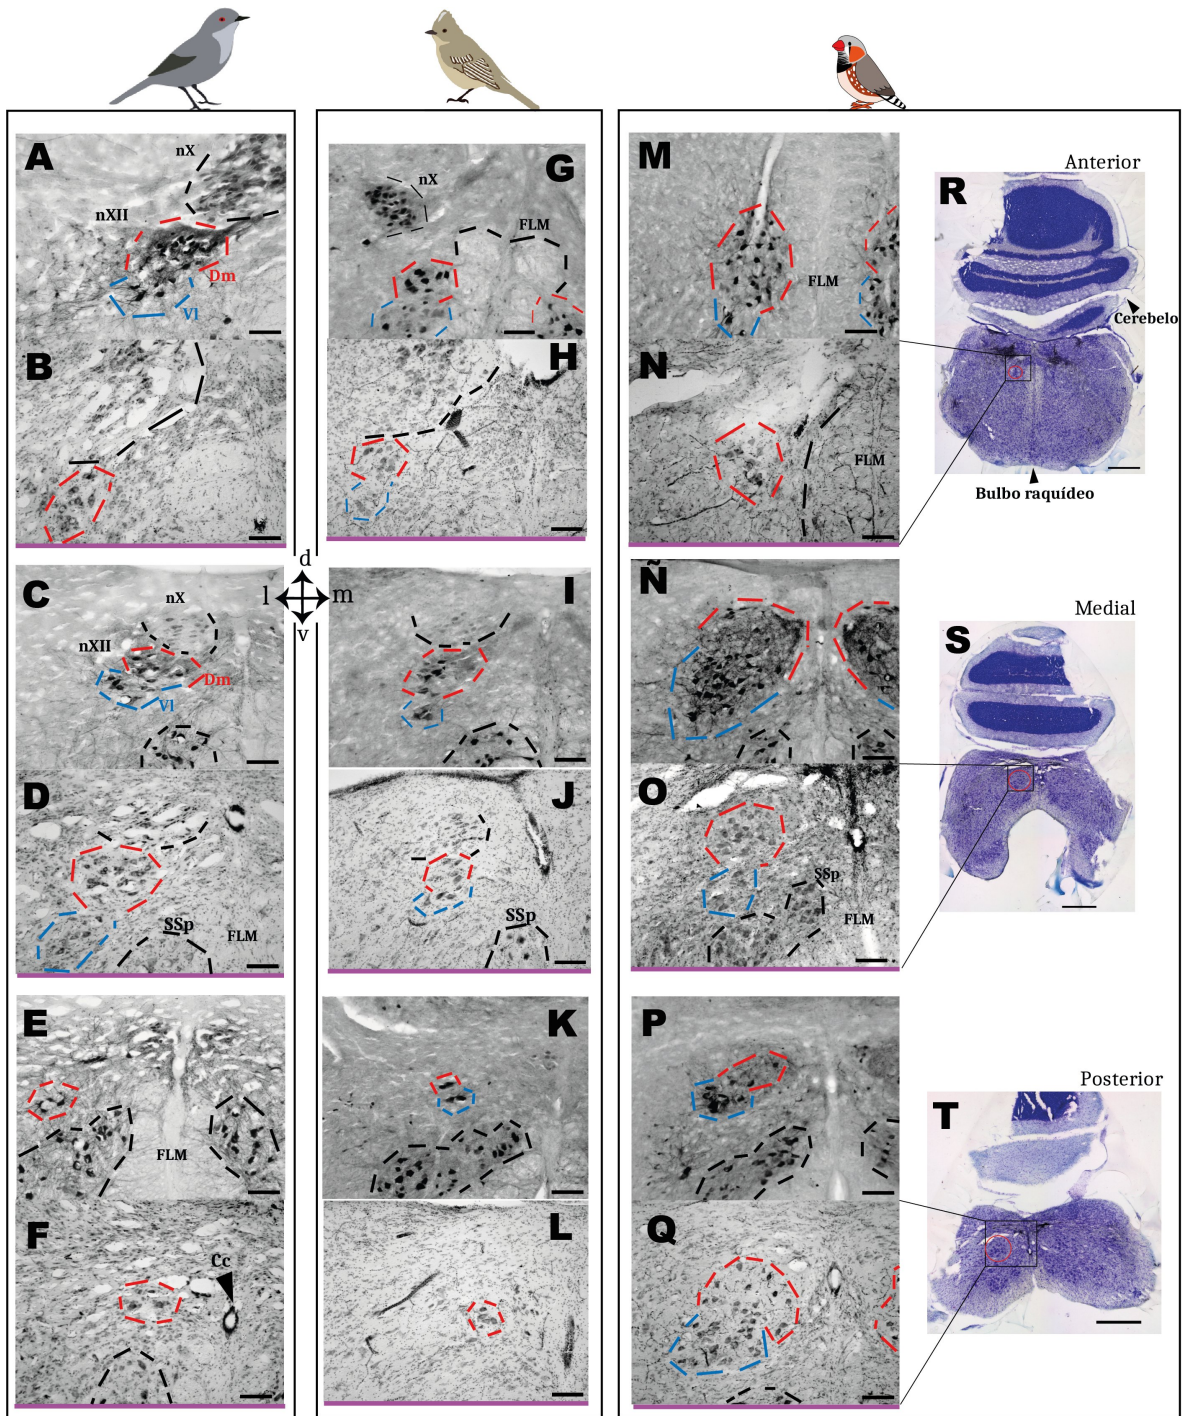 A
nX
nXII
Dm
Vl
B
G
nX
FLM
H
M
FLM
N
FLM
Anterior
R
Cerebelo
Bulbo raquídeo
d
l
m
v
C
nX
nXII
Dm
Vl
D
SSp
FLM
I
J
SSp
Ñ
O
SSp
FLM
Medial
S
E
FLM
F
Cc
K
L
P
Q
Posterior
T